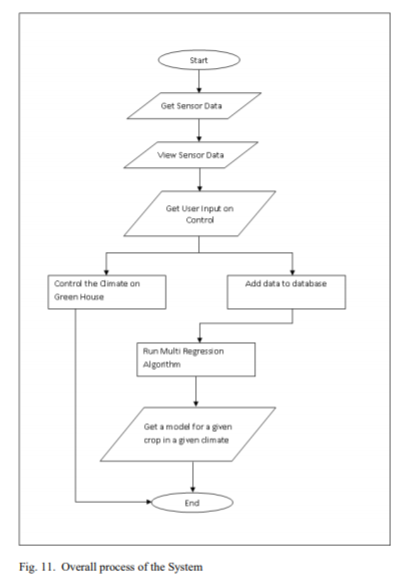 Start
Get Sensor Data
View Sensor Data
Get User Input on
Control
Control the Climate on
Green House
Add data to database
Run Multi Regression
Algorithm
Get a model for a given
crop in a given climate
End
Fig. 11. Overall process of the System